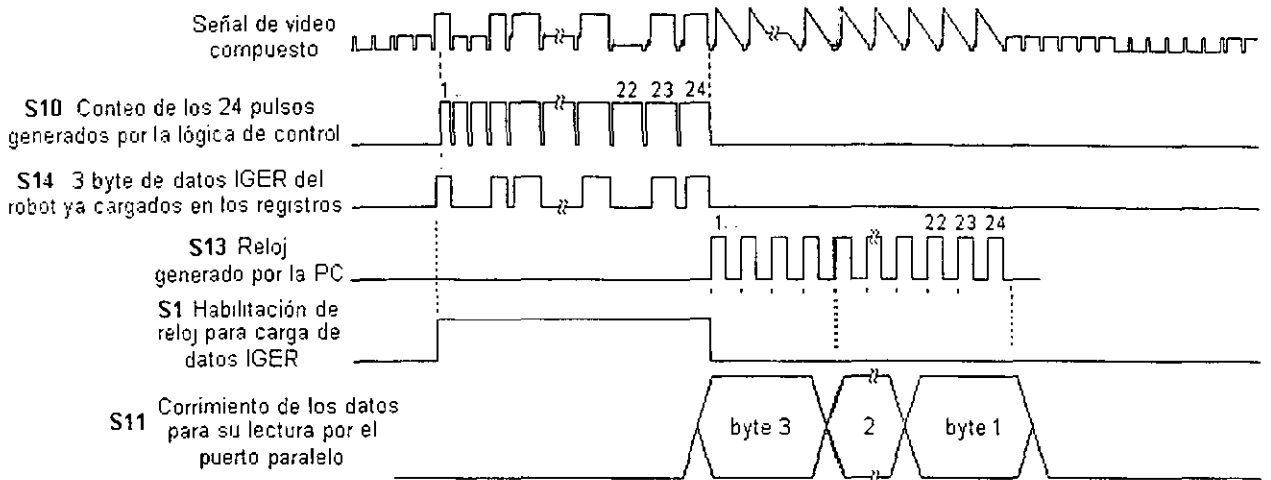 Señal de video
compuesto
1.. 22 23 24
S10 Conteo de los 24 pulsos
generados por la lógica de control
S14 3 byte de datos IGER del
robot ya cargados en los registros
1.. 22 23 24
S13 Reloj
generado por la PC
S1 Habilitación de
reloj para carga de
datos IGER
S11 Corrimiento de los datos
para su lectura por el
puerto paralelo
byte 3 2 byte 1